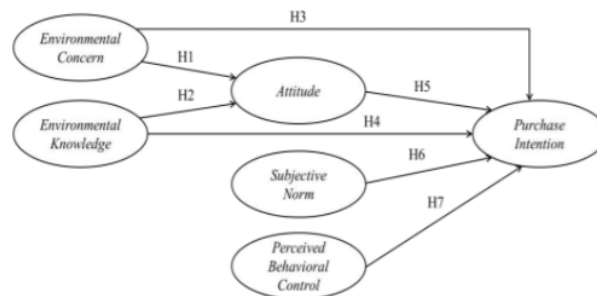 Environmental
Concern
H3
H1
Attitude
H5
H2
Environmental
Knowledge
H4
Purchase
Intention
H6
Subjective
Norm
H7
Perceived
Behavioral
Control